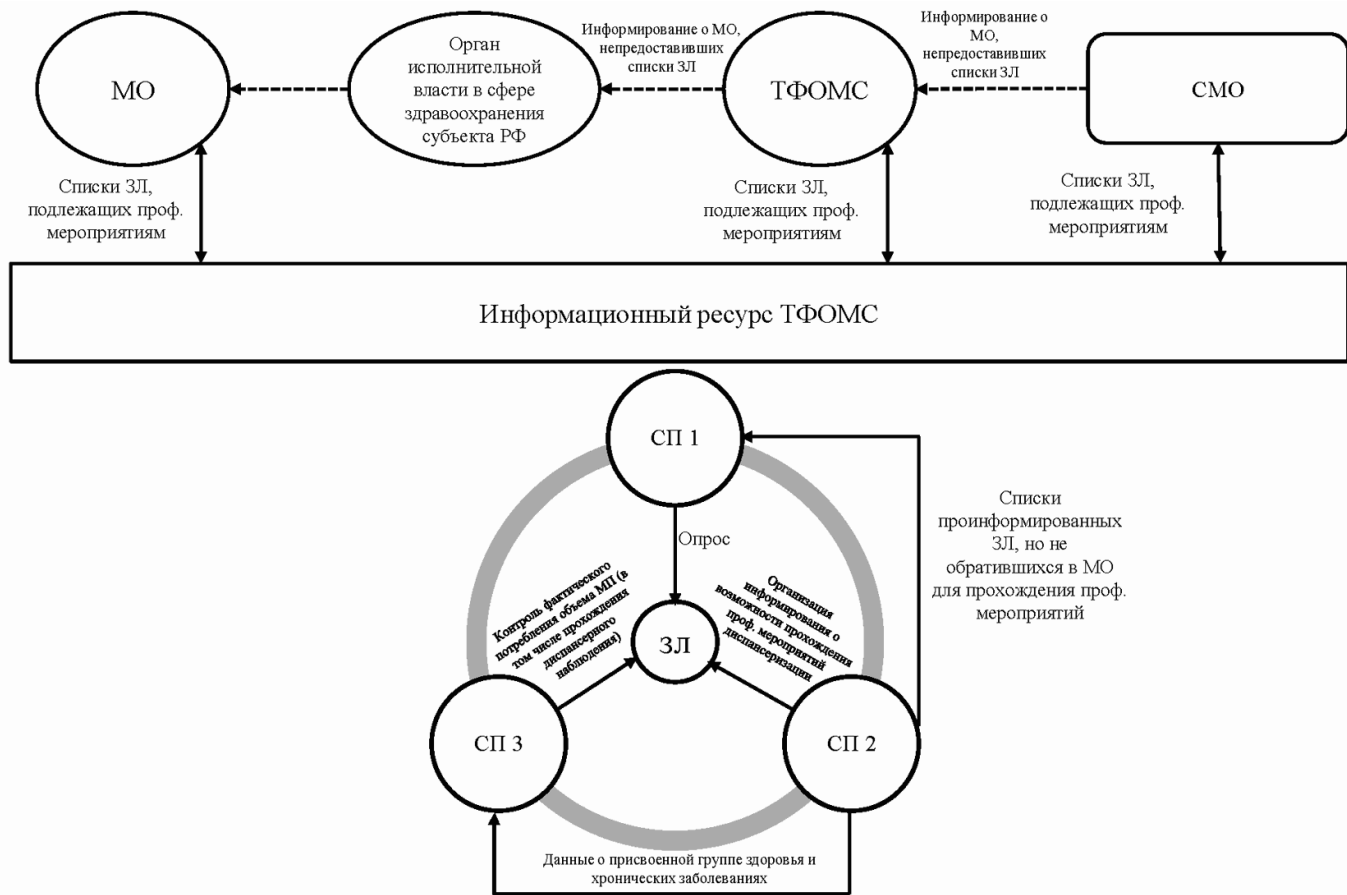 МО
Орган
исполнительной
власти в сфере
здравоохранения
субъекта РФ
Информирование о МО,
непредоставивших
списки ЗЛ
ТФОМС
Информирование о
МО,
непредоставивших
списки ЗЛ
СМО
Списки ЗЛ,
подлежащих проф.
мероприятиям
Списки ЗЛ,
подлежащих проф.
мероприятиям
Списки ЗЛ,
подлежащих проф.
мероприятиям
Информационный ресурс ТФОМС
СП 1
Опрос
Списки
проинформированных
ЗЛ, но не
обратившихся в МО
для прохождения проф.
мероприятий
Контроль фактического
потребления объема МП (в
том числе прохождения
диспансерного
наблюдения)
Организация
информирования о
возможности прохождения
проф. мероприятий
диспансеризации
ЗЛ
СП 3
СП 2
Данные о присвоенной группе здоровья и
хронических заболеваниях